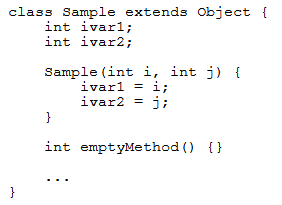 class Sample extends Object {
    int ivar1;
    int ivar2;

    Sample(int i, int j) {
        ivar1 = i;
        ivar2 = j;
    }

    int emptyMethod() {}

    ...
}